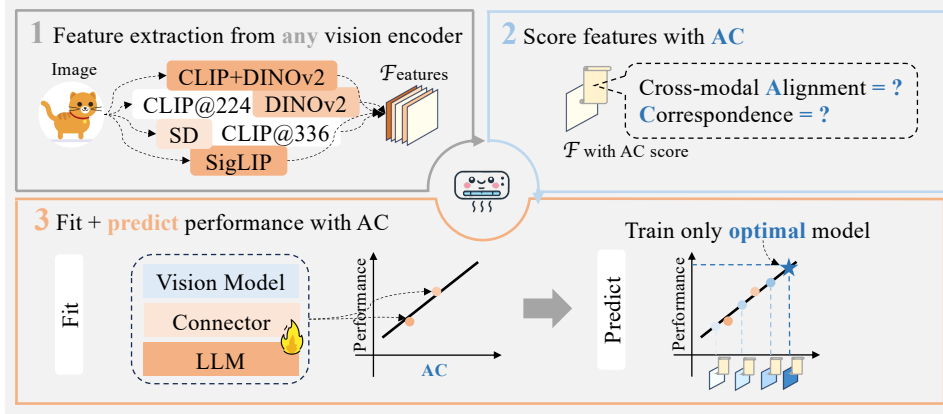 1 Feature extraction from any vision encoder
Image
CLIP+DINOv2
CLIP@224
DINOv2
SD
CLIP@336
SigLIP
ℱeatures
2 Score features with AC
Cross-modal Alignment = ?
Correspondence = ?
ℱ with AC score
3 Fit + predict performance with AC
Fit
Vision Model
Connector
LLM
Performance
AC
Predict
Train only optimal model
Performance